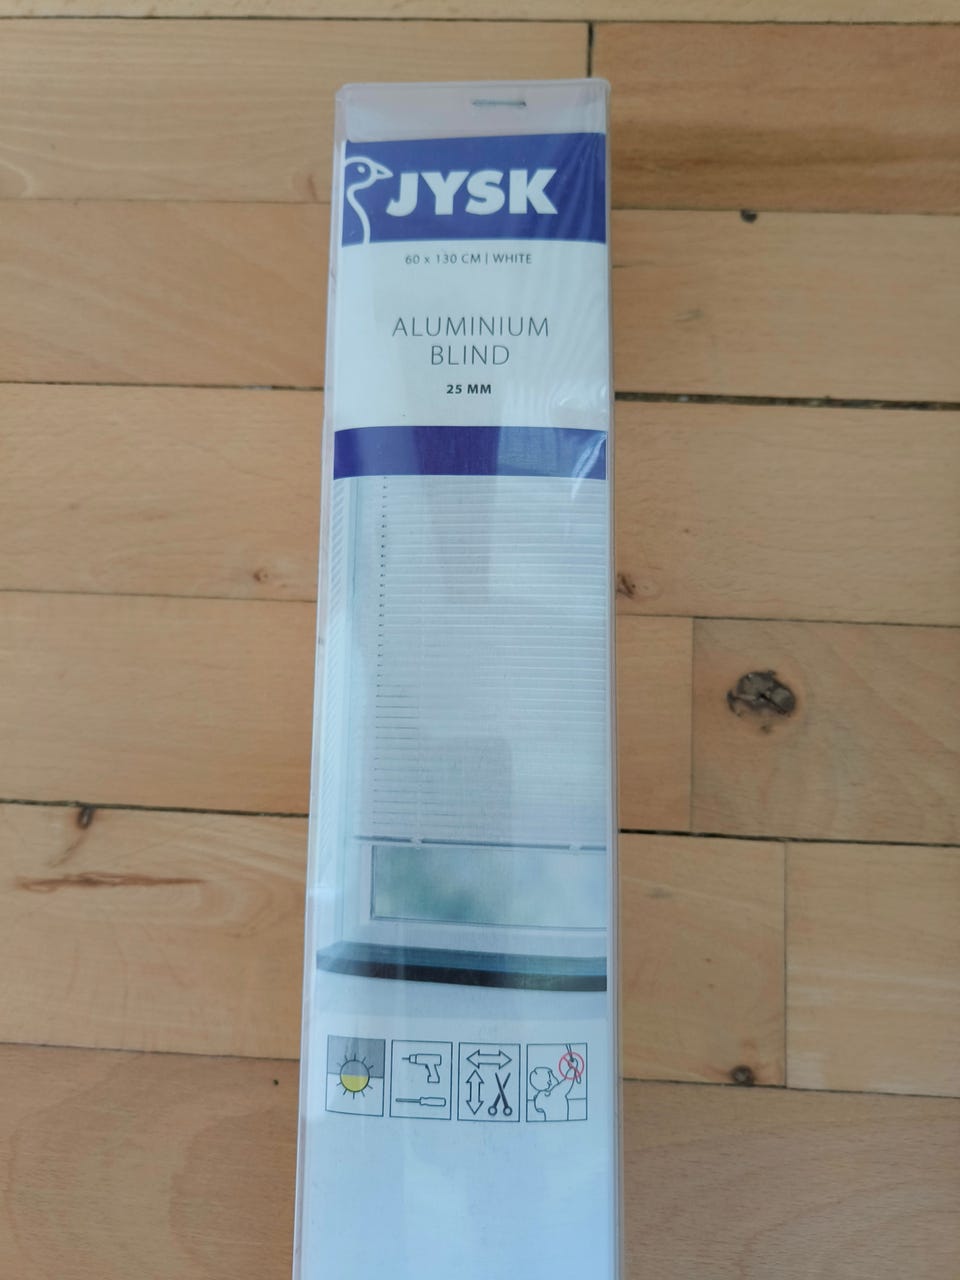 JYSK
60 x 130 CM | WHITE
ALUMINIUM
BLIND
25 MM